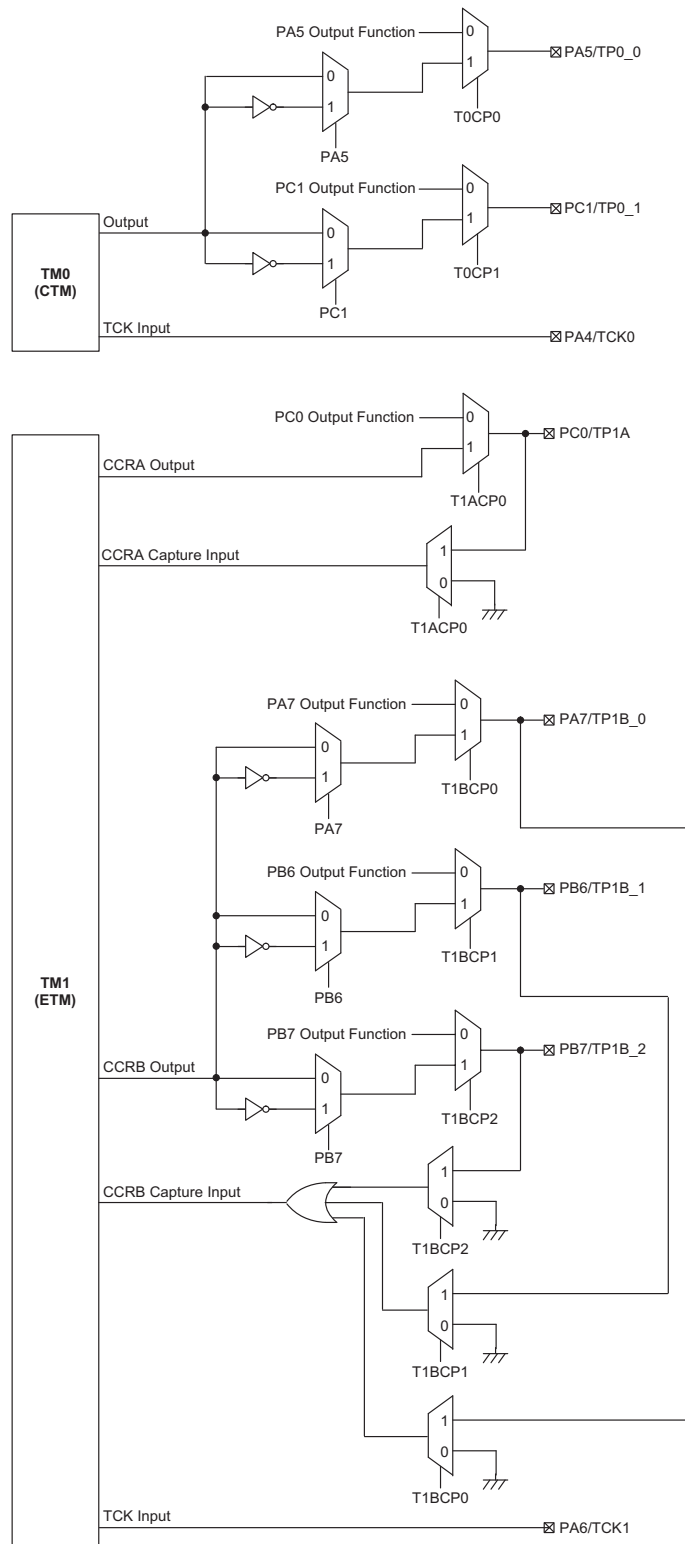 PA5 Output Function
0
PA5/TP0_0
1
0
1
T0CP0
PA5
PC1 Output Function
0
PC1/TP0_1
1
Output
0
1
T0CP1
TM0
(CTM)
PC1
TCK Input
PA4/TCK0
PC0 Output Function
0
PC0/TP1A
1
CCRA Output
T1ACP0
CCRA Capture Input
1
0
T1ACP0
PA7 Output Function
0
PA7/TP1B_0
1
0
1
T1BCP0
PA7
PB6 Output Function
0
PB6/TP1B_1
1
0
1
T1BCP1
TM1
(ETM)
PB6
PB7 Output Function
0
PB7/TP1B_2
1
CCRB Output
0
1
T1BCP2
PB7
1
CCRB Capture Input
0
T1BCP2
1
0
T1BCP1
1
0
T1BCP0
TCK Input
PA6/TCK1